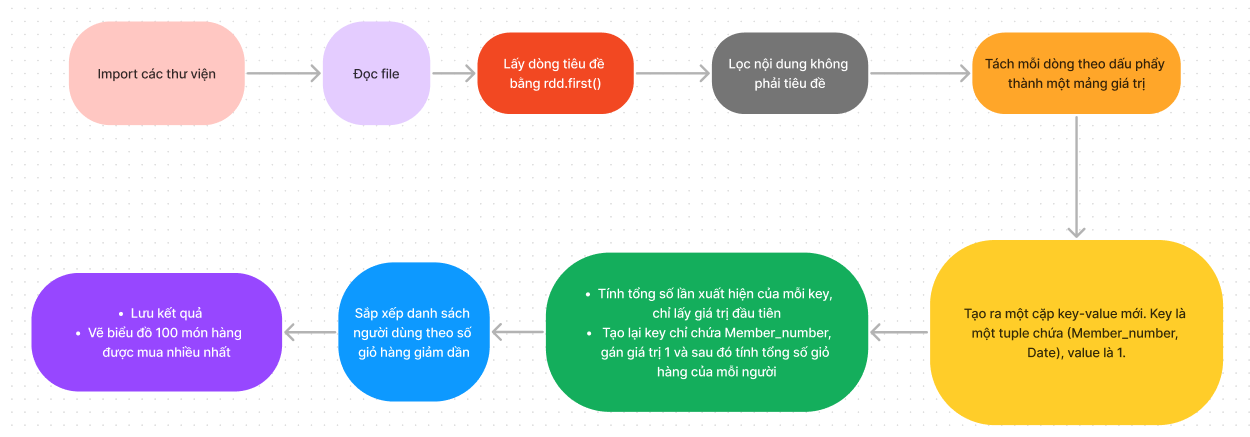 Import các thư viện
Đọc file
Lấy dòng tiêu đề
bằng rdd.first()
Lọc nội dung không
phải tiêu đề
Tách mỗi dòng theo dấu phẩy
thành một mảng giá trị
Tạo ra một cặp key-value mới. Key là
một tuple chứa (Member_number,
Date), value là 1.
• Tính tổng số lần xuất hiện của mỗi key,
chỉ lấy giá trị đầu tiên
• Tạo lại key chỉ chứa Member_number,
gán giá trị 1 và sau đó tính tổng số giỏ
hàng của mỗi người
Sắp xếp danh sách
người dùng theo số
giỏ hàng giảm dần
• Lưu kết quả
• Vẽ biểu đồ 100 món hàng
được mua nhiều nhất